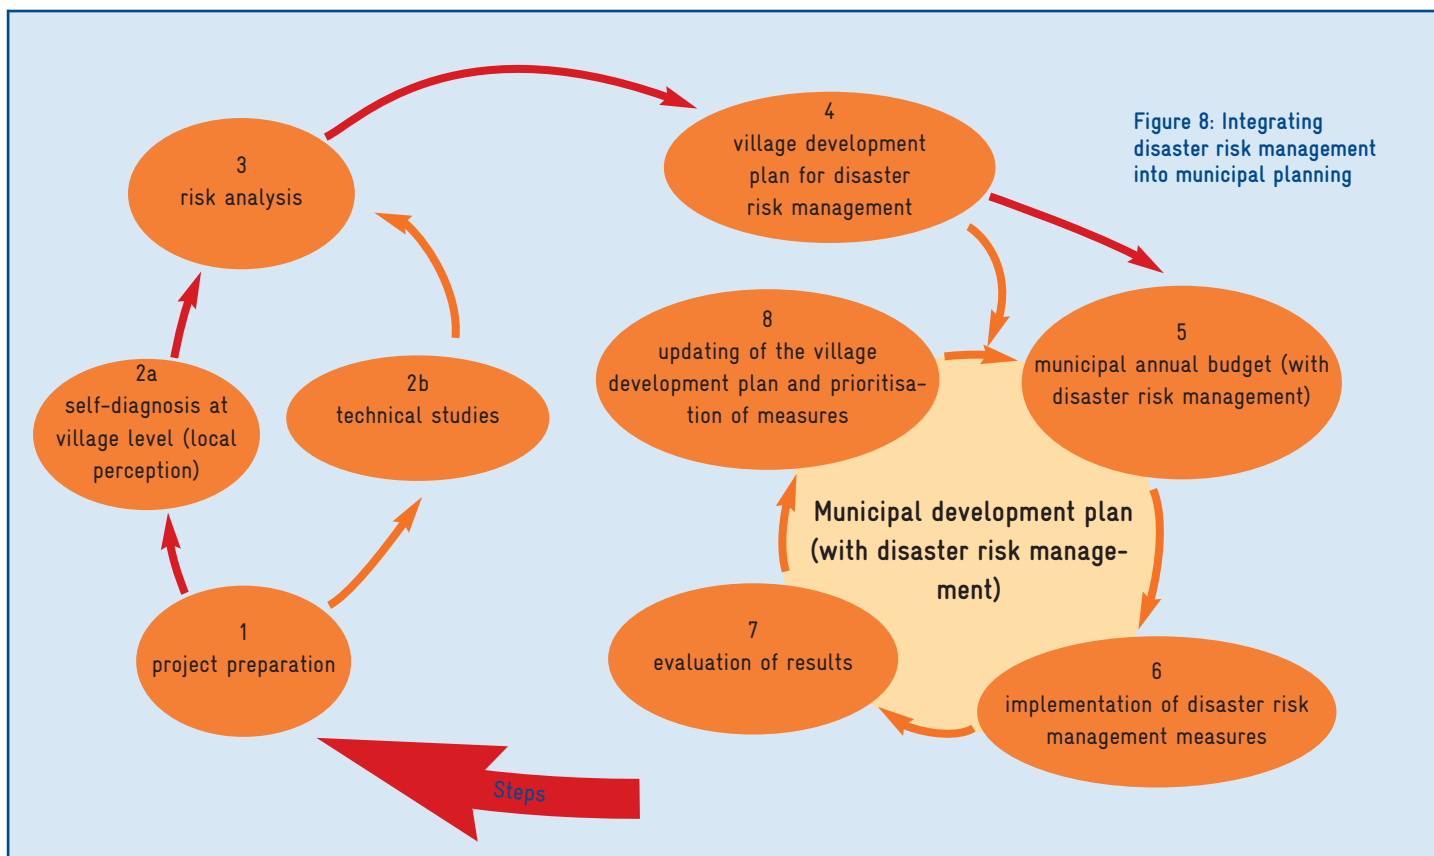 Figure 8: Integrating
disaster risk management
into municipal planning
1
project preparation
2a
self-diagnosis at
village level (local
perception)
2b
technical studies
3
risk analysis
4
village development
plan for disaster
risk management
5
municipal annual budget (with
disaster risk management)
6
implementation of disaster risk
management measures
7
evaluation of results
8
updating of the village
development plan and prioritisa-
tion of measures
Municipal development plan
(with disaster risk manage-
ment)
Steps